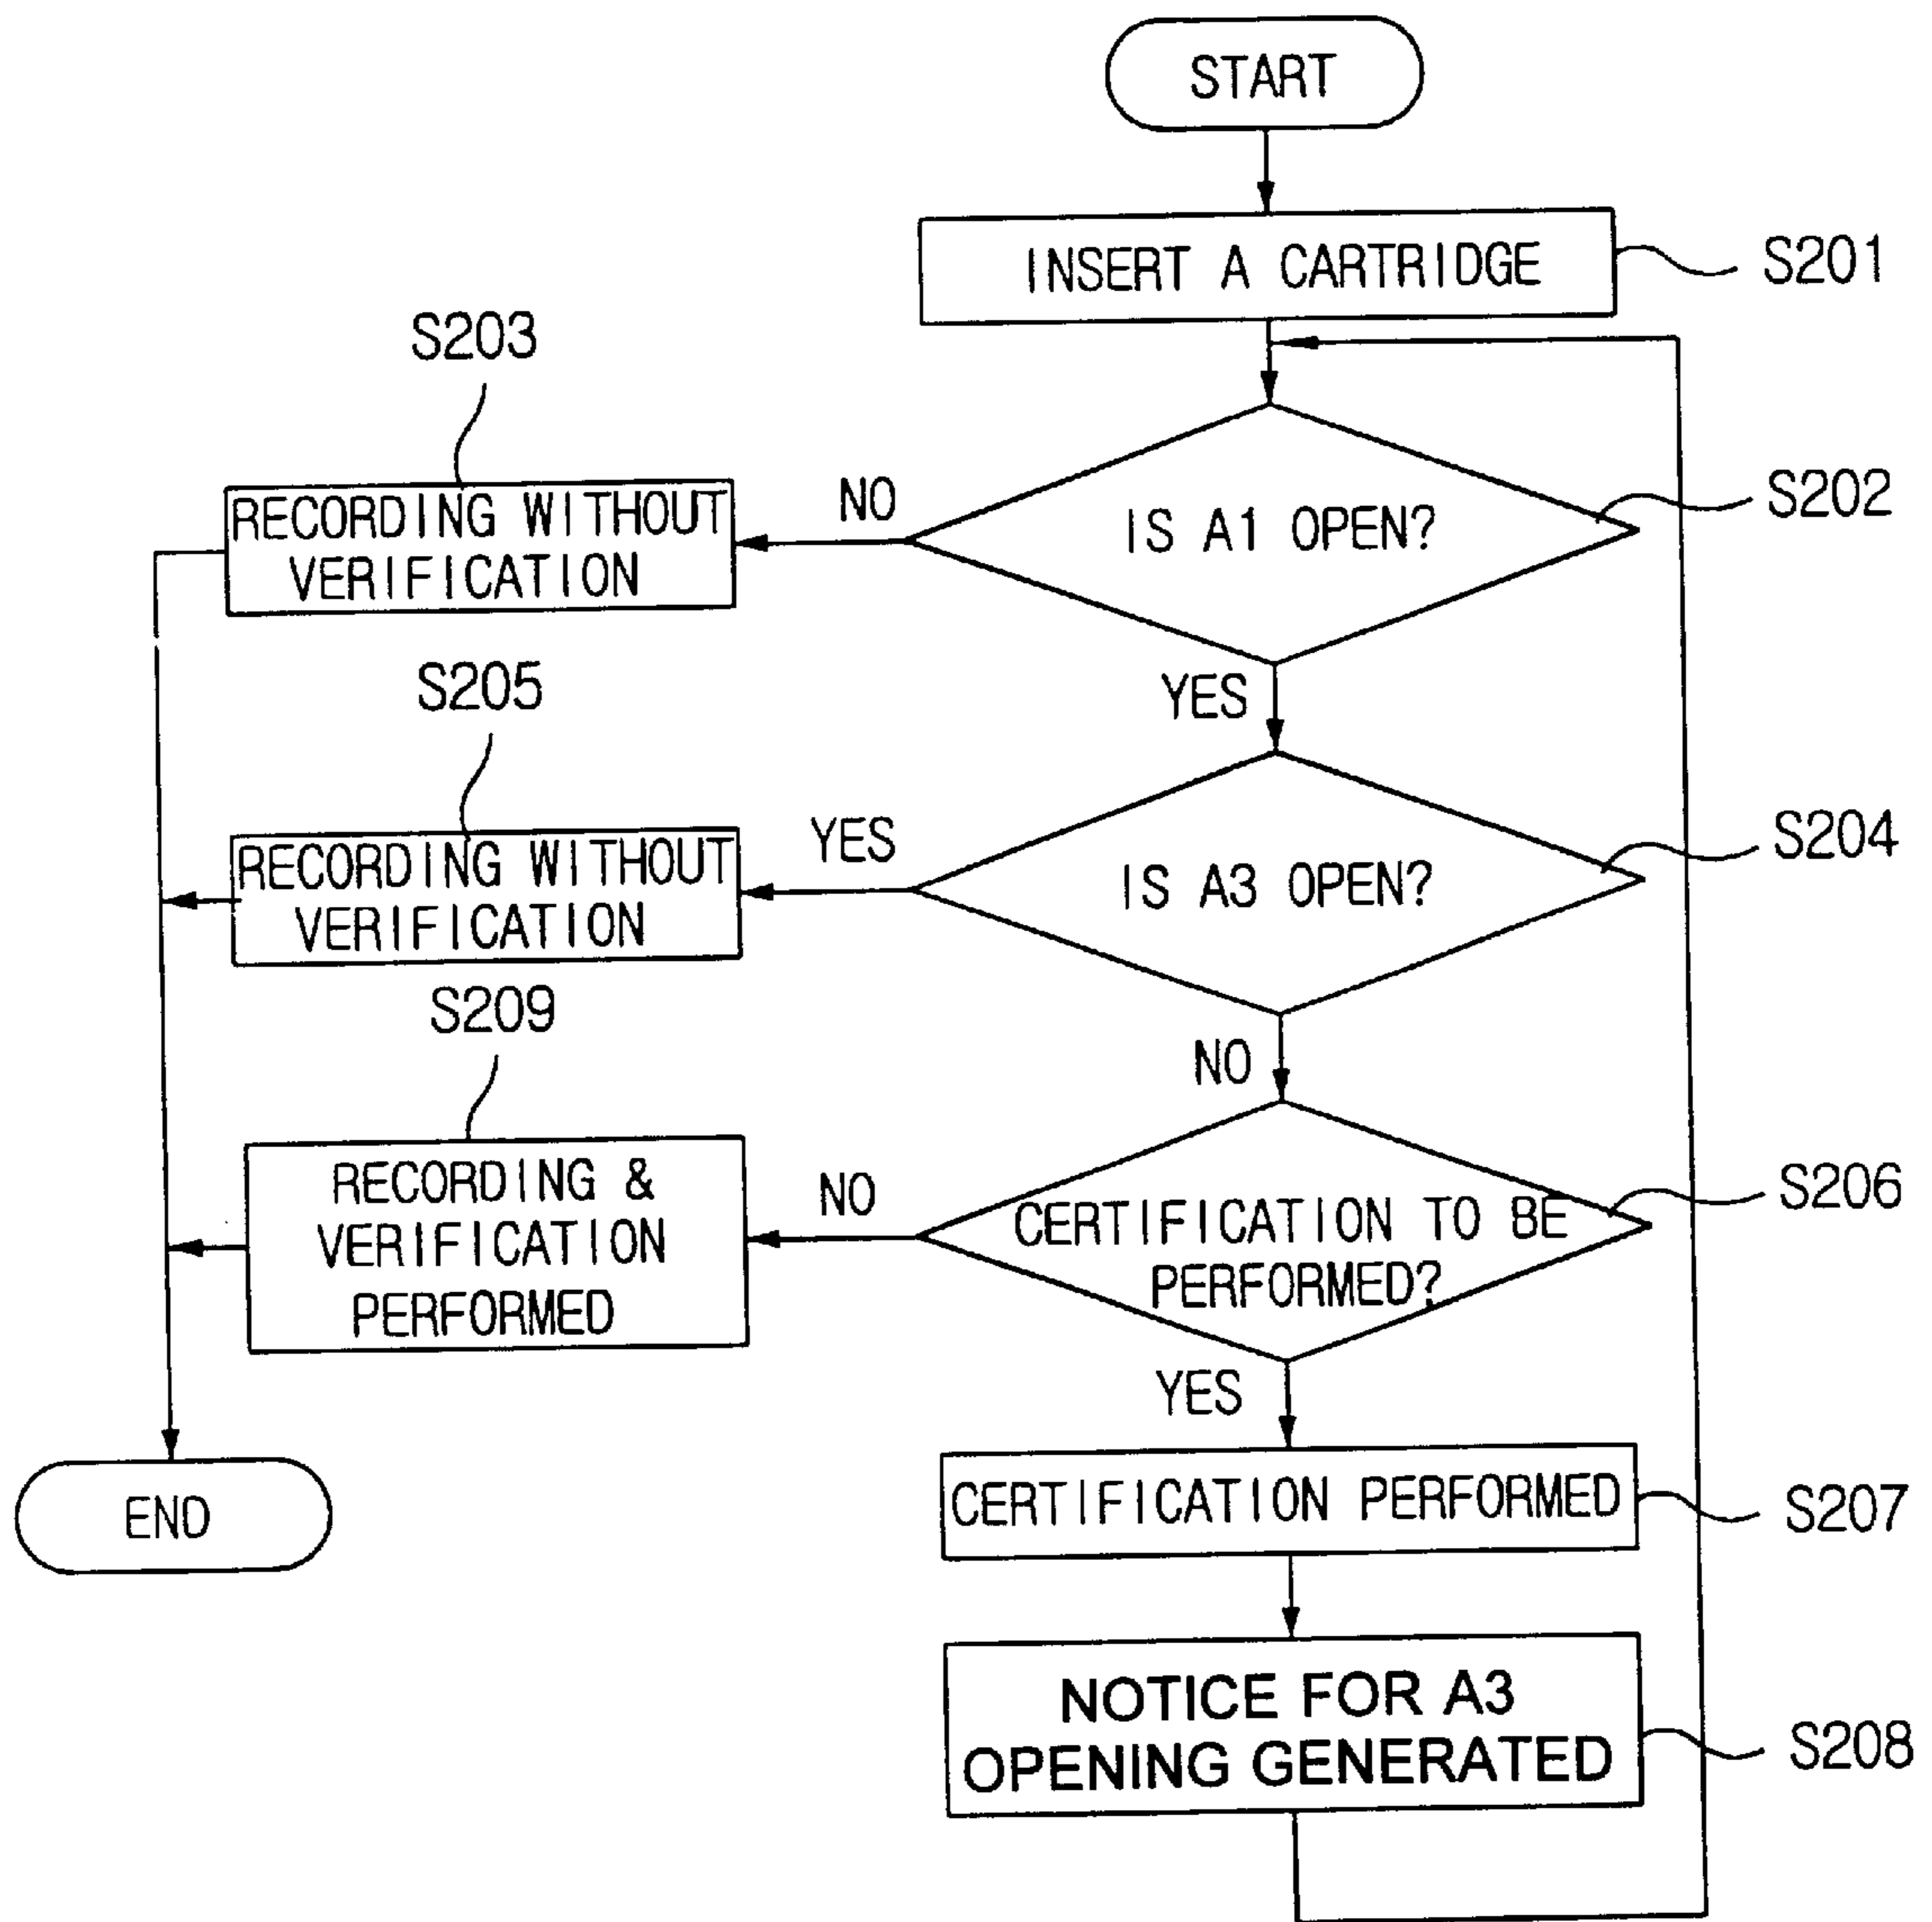 START
INSERT A CARTRIDGE
S201
S203
RECORDING WITHOUT
VERIFICATION
NO
IS A1 OPEN?
S202
YES
S205
RECORDING WITHOUT
VERIFICATION
YES
IS A3 OPEN?
S204
NO
S209
RECORDING &
VERIFICATION
PERFORMED
NO
CERTIFICATION TO BE
PERFORMED?
S206
YES
END
CERTIFICATION PERFORMED
S207
NOTICE FOR A3
OPENING GENERATED
S208